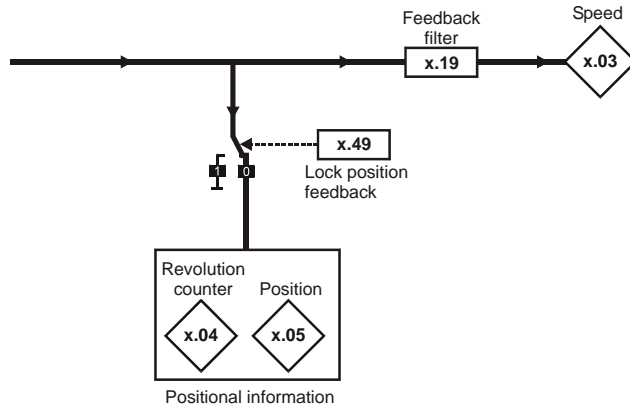 Feedback
filter
Speed
x.19
x.03
x.49
Lock position
feedback
1 0
Revolution
counter
Position
x.04
x.05
Positional information